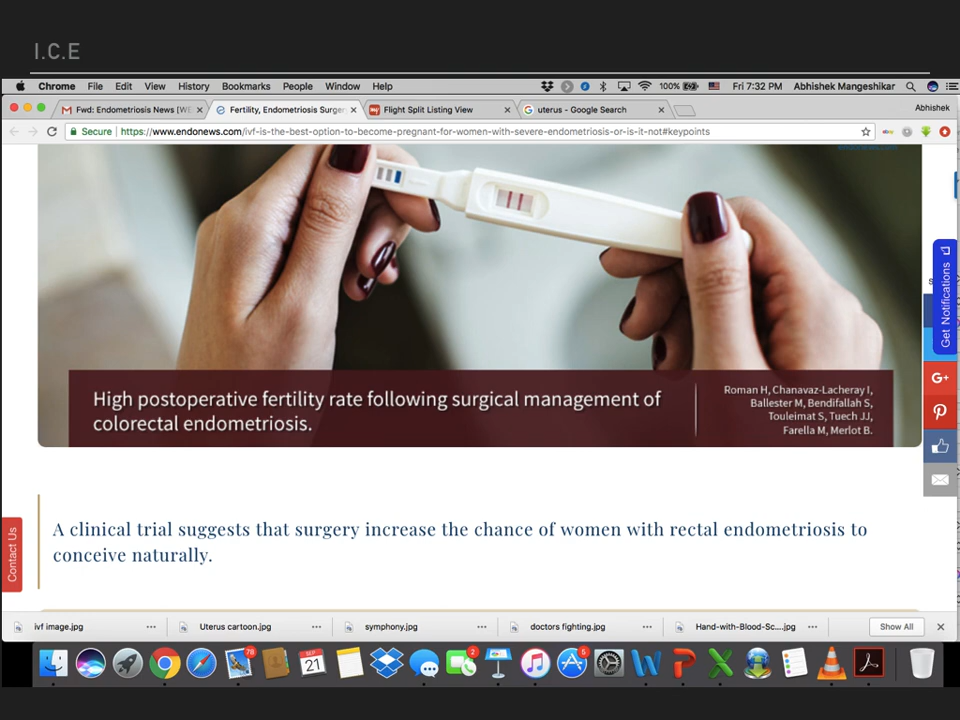 I.C.E
Chrome File Edit View History Bookmarks People Window Help 100% Fri 7:32 PM Abhishek Mangeshikar
Fwd: Endometriosis News (WE Fertility, Endometriosis Surger Flight Split Listing View uterus - Google Search Abhishek
Secure https://www.endonews.com/ivf-is-the-best-option-to-become-pregnant-for-women-with-severe-endometriosis-or-is-it-not#keypoints
Get Notifications
High postoperative fertility rate following surgical management of
colorectal endometriosis.
Roman H, Chanavaz-Lacheray I,
Ballester M, Bendifallah S,
Touleimat S, Tuech JJ,
Farella M, Merlot B.
G+
Contact Us
A clinical trial suggests that surgery increase the chance of women with rectal endometriosis to
conceive naturally.
ivf image.jpg Uterus cartoon.jpg symphony.jpg doctors fighting.jpg Hand-with-Blood-Sc....jpg Show All
78 SEP 21 2 5